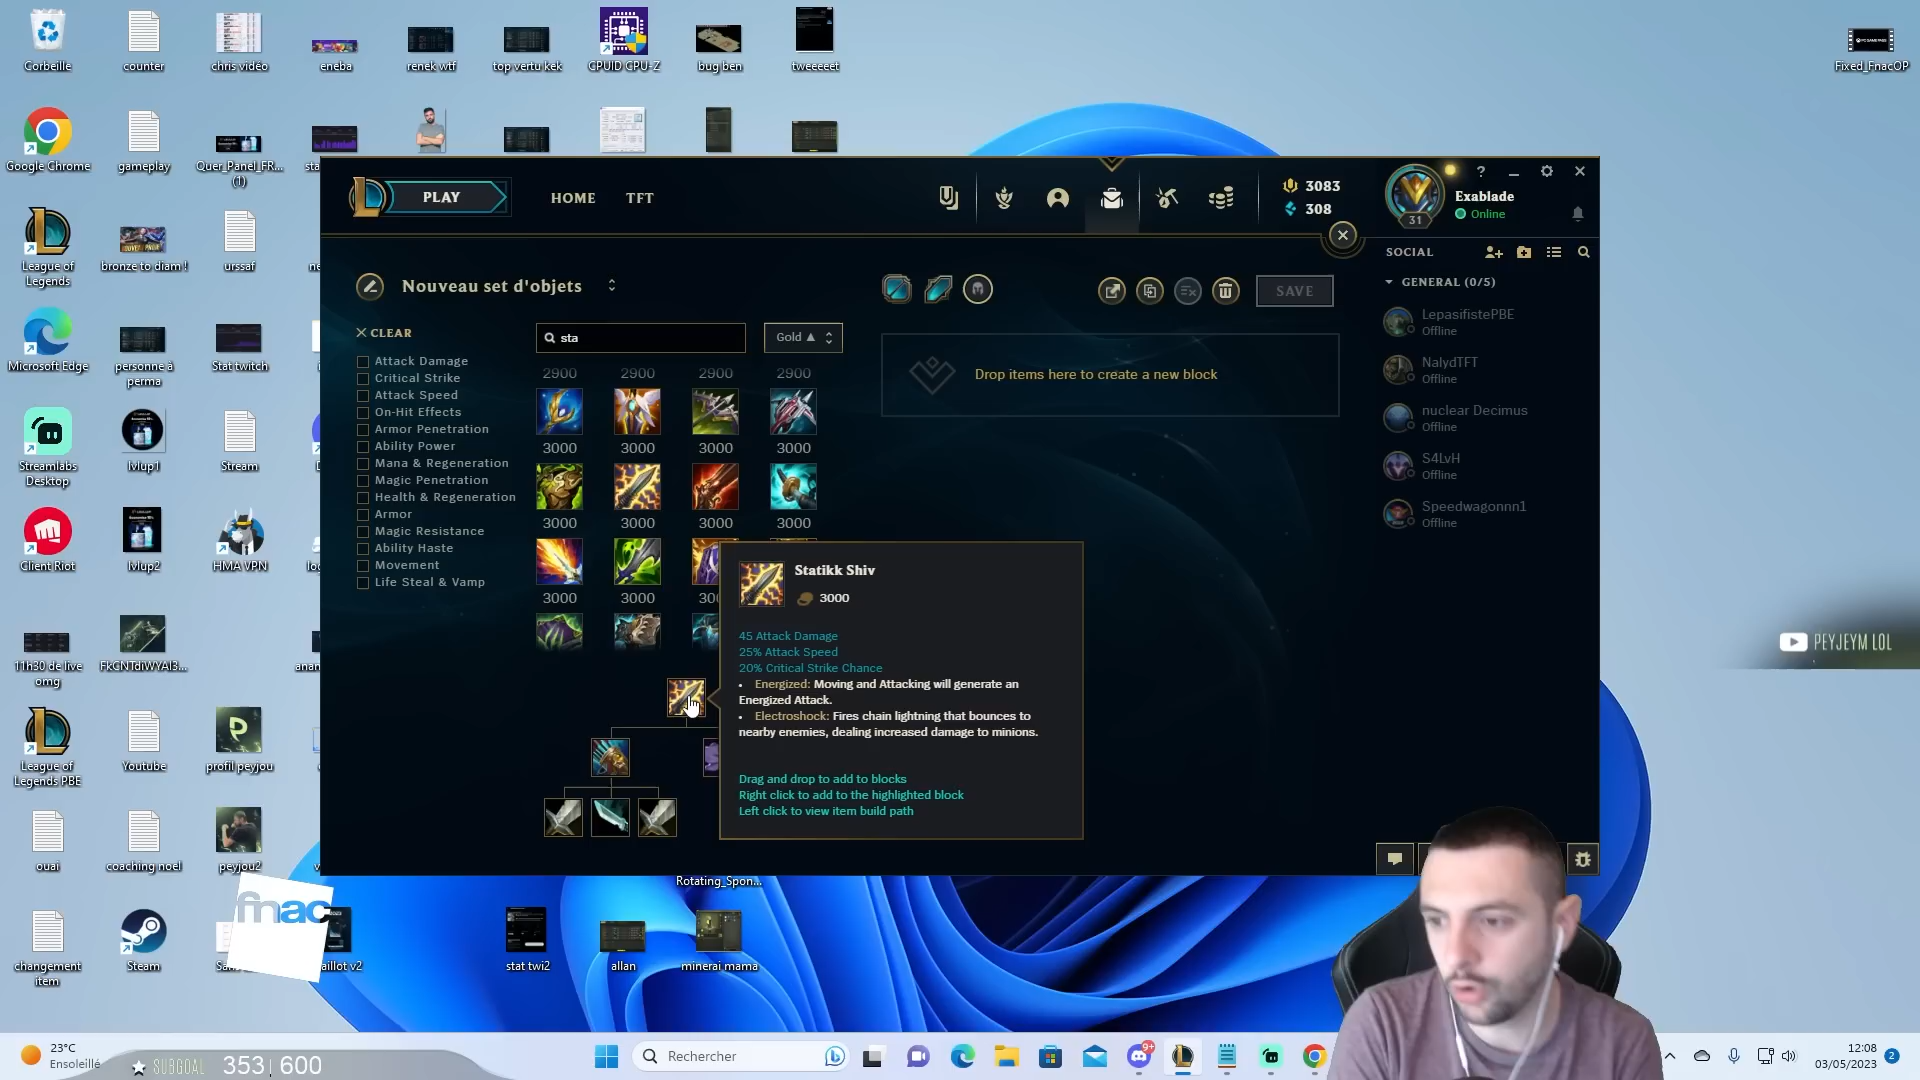 Corbeille
counter
chris vidéo
eneba
renek wtf
top vertu kek
CPUID CPU-Z
bug ben
tweeeeet
PC GAME PASS
Fixed_FnacOP
Google Chrome
gameplay
Quer_Panel_FR...
(1)
PLAY
HOME
TFT
3083
308
31
?
Exablade
Online
League of
Legends
bronze to diam !
urssaf
Nouveau set d'objets
SAVE
SOCIAL
GENERAL (0/5)
CLEAR
sta
Gold ▲
Attack Damage
Critical Strike
Attack Speed
On-Hit Effects
Armor Penetration
Ability Power
Mana & Regeneration
Magic Penetration
Health & Regeneration
Armor
Magic Resistance
Ability Haste
Movement
Life Steal & Vamp
2900
2900
2900
2900
3000
3000
3000
3000
3000
3000
3000
3000
3000
3000
Drop items here to create a new block
LepasifistePBE
Offline
NalydTFT
Offline
nuclear Decimus
Offline
S4LvH
Offline
Speedwagonnn1
Offline
Microsoft Edge
personne à
perma
Stat twitch
Streamlabs
Desktop
lvlup1
Stream
Client Riot
lvlup2
HMA VPN
Statikk Shiv
3000
45 Attack Damage
25% Attack Speed
20% Critical Strike Chance
• Energized: Moving and Attacking will generate an
Energized Attack.
• Electroshock: Fires chain lightning that bounces to
nearby enemies, dealing increased damage to minions.
Drag and drop to add to blocks
Right click to add to the highlighted block
Left click to view item build path
PEYJEYM LOL
11h30 de live
omg
FkCNTdiWYAI3...
League of
Legends PBE
Youtube
profil peyjou
ouai
coaching noel
peyjou2
Rotating_Spon...
fnac
changement
item
Steam
aillot v2
stat twi2
allan
minerai mama
23°C
Ensoleillé
SUBGOAL
353 | 600
Rechercher
9+
12:08
03/05/2023
2